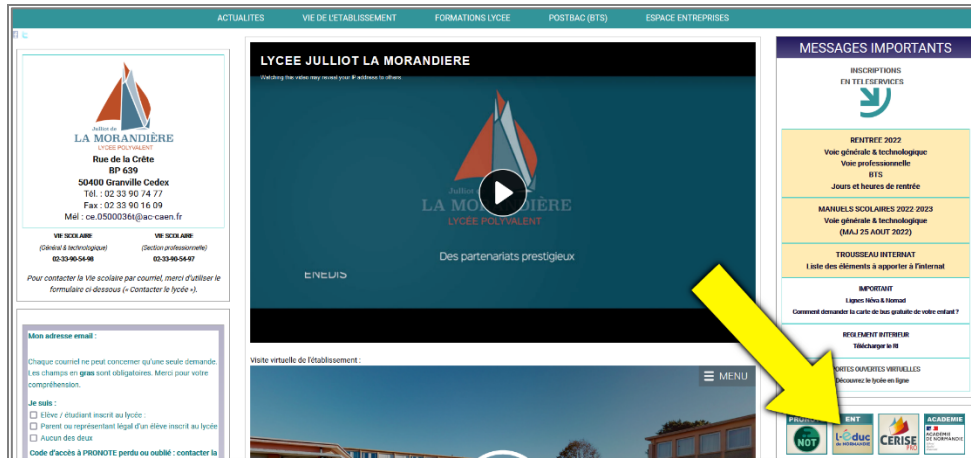 ACTUALITES VIE DE L'ETABLISSEMENT FORMATIONS LYCEE POSTBAC (BTS) ESPACE ENTREPRISES
Julliot de
LA MORANDIÈRE
LYCÉE POLYVALENT
Rue de la Crête
BP 639
50400 Granville Cedex
Tél. : 02 33 90 74 77
Fax : 02 33 90 16 09
Mél : ce.0500036t@ac-caen.fr
VIE SCOLAIRE
(Général & technologique)
02-33-90-54-98
VIE SCOLAIRE
(Section professionnelle)
02-33-90-54-97
Pour contacter la Vie scolaire par courriel, merci d'utiliser le
formulaire ci-dessous (« Contacter le lycée »).
Mon adresse email :
Chaque courriel ne peut concerner qu'une seule demande.
Les champs en gras sont obligatoires. Merci pour votre
compréhension.
Je suis :
Elève / étudiant inscrit au lycée :
Parent ou représentant légal d'un élève inscrit au lycée
Aucun des deux
Code d'accès à PRONOTE perdu ou oublié : contacter la
LYCEE JULLIOT LA MORANDIERE
Watching this video may reveal your IP address to others.
Julliot
LA MORANDIÈRE
LYCÉE POLYVALENT
Des partenariats prestigieux
ENEDIS
Visite virtuelle de l'établissement :
MENU
MESSAGES IMPORTANTS
INSCRIPTIONS
EN TELESERVICES
RENTREE 2022
Voie générale & technologique
Voie professionnelle
BTS
Jours et heures de rentrée
MANUELS SCOLAIRES 2022-2023
Voie générale & technologique
(MAJ 25 AOUT 2022)
TROUSSEAU INTERNAT
Liste des éléments à apporter à l'internat
IMPORTANT
Lignes Néva & Nomad
Comment demander la carte de bus gratuite de votre enfant ?
REGLEMENT INTERIEUR
Télécharger le RI
PORTES OUVERTES VIRTUELLES
Découvrez le lycée en ligne
NOT
ENT
L'Éduc
de NORMANDIE
CERISE
PRO
ACADEMIE
ACADÉMIE
DE NORMANDIE